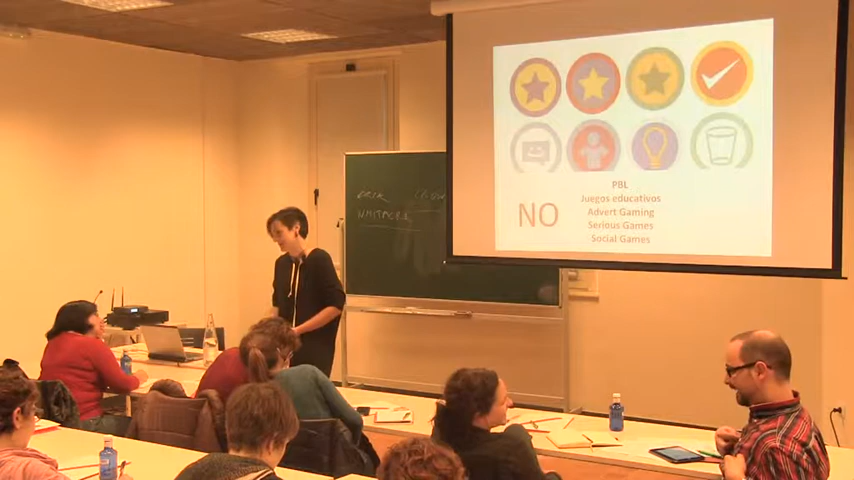 PBL
Juegos educativos
Advert Gaming
NO
Serious Games
Social Games